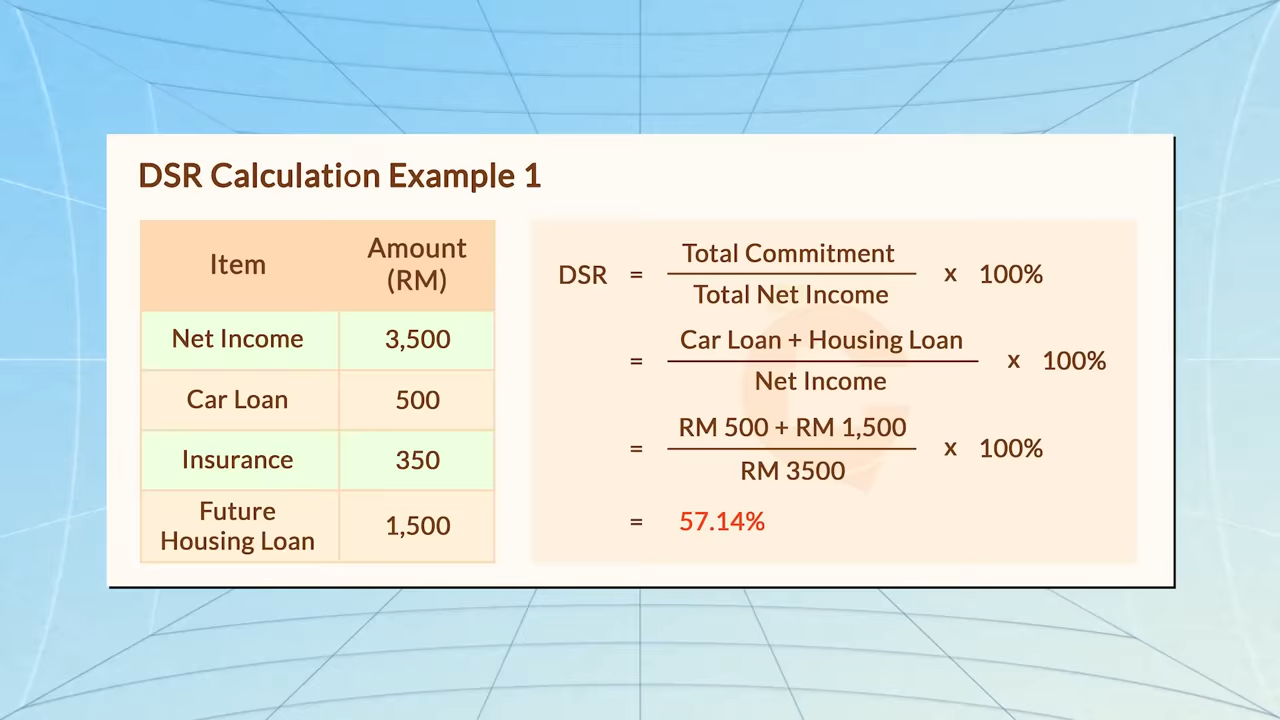 DSR Calculation Example 1
Item
Amount
(RM)
Net Income
3,500
Car Loan
500
Insurance
350
Future
Housing Loan
1,500
DSR = Total Commitment x 100%
Total Net Income
= Car Loan + Housing Loan x 100%
Net Income
= RM 500 + RM 1,500 x 100%
RM 3500
= 57.14%